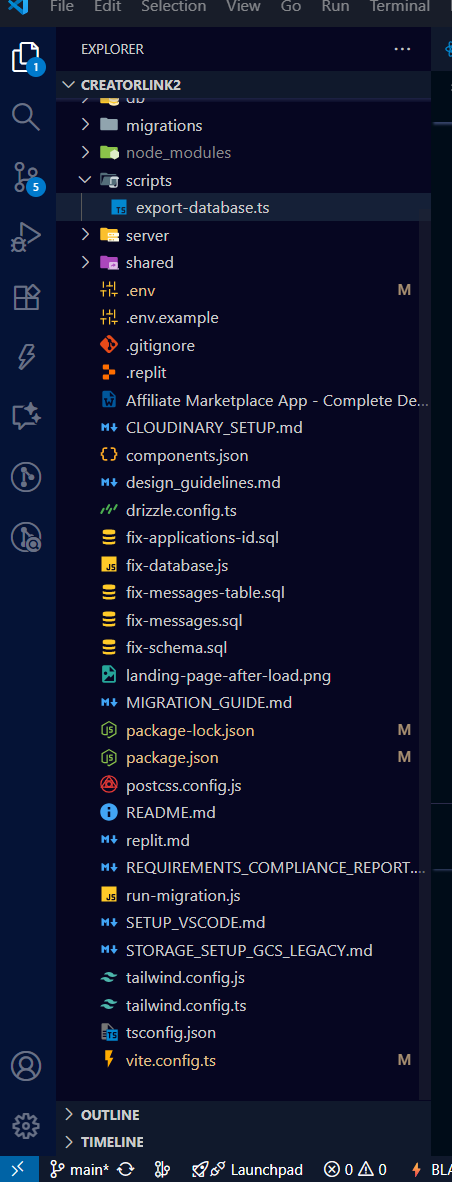 File Edit Selection View Go Run Terminal
EXPLORER
CREATORLINK2
db
migrations
node_modules
scripts
export-database.ts
server
shared
.env M
.env.example
.gitignore
.replit
Affiliate Marketplace App - Complete De...
CLOUDINARY_SETUP.md
components.json
design_guidelines.md
drizzle.config.ts
fix-applications-id.sql
fix-database.js
fix-messages-table.sql
fix-messages.sql
fix-schema.sql
landing-page-after-load.png
MIGRATION_GUIDE.md
package-lock.json M
package.json M
postcss.config.js
README.md
replit.md
REQUIREMENTS_COMPLIANCE_REPORT....
run-migration.js
SETUP_VSCODE.md
STORAGE_SETUP_GCS_LEGACY.md
tailwind.config.js
tailwind.config.ts
tsconfig.json
vite.config.ts M
OUTLINE
TIMELINE
main* Launchpad 0 0 BLA
1
5